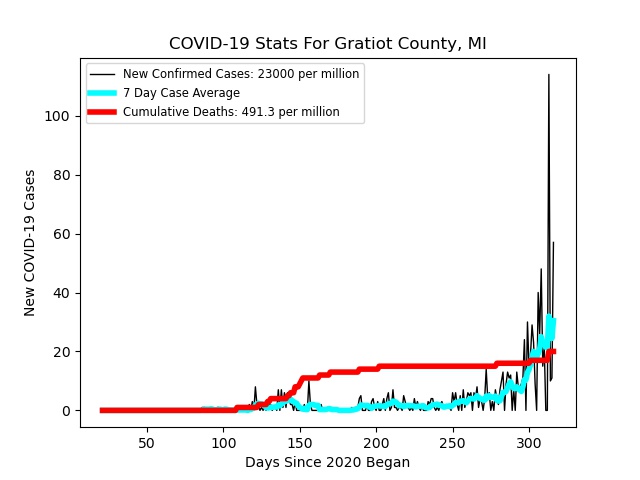 COVID-19 Stats For Gratiot County, MI
New Confirmed Cases: 23000 per million
7 Day Case Average
Cumulative Deaths: 491.3 per million
New COVID-19 Cases
100
80
60
40
20
0
50 100 150 200 250 300
Days Since 2020 Began